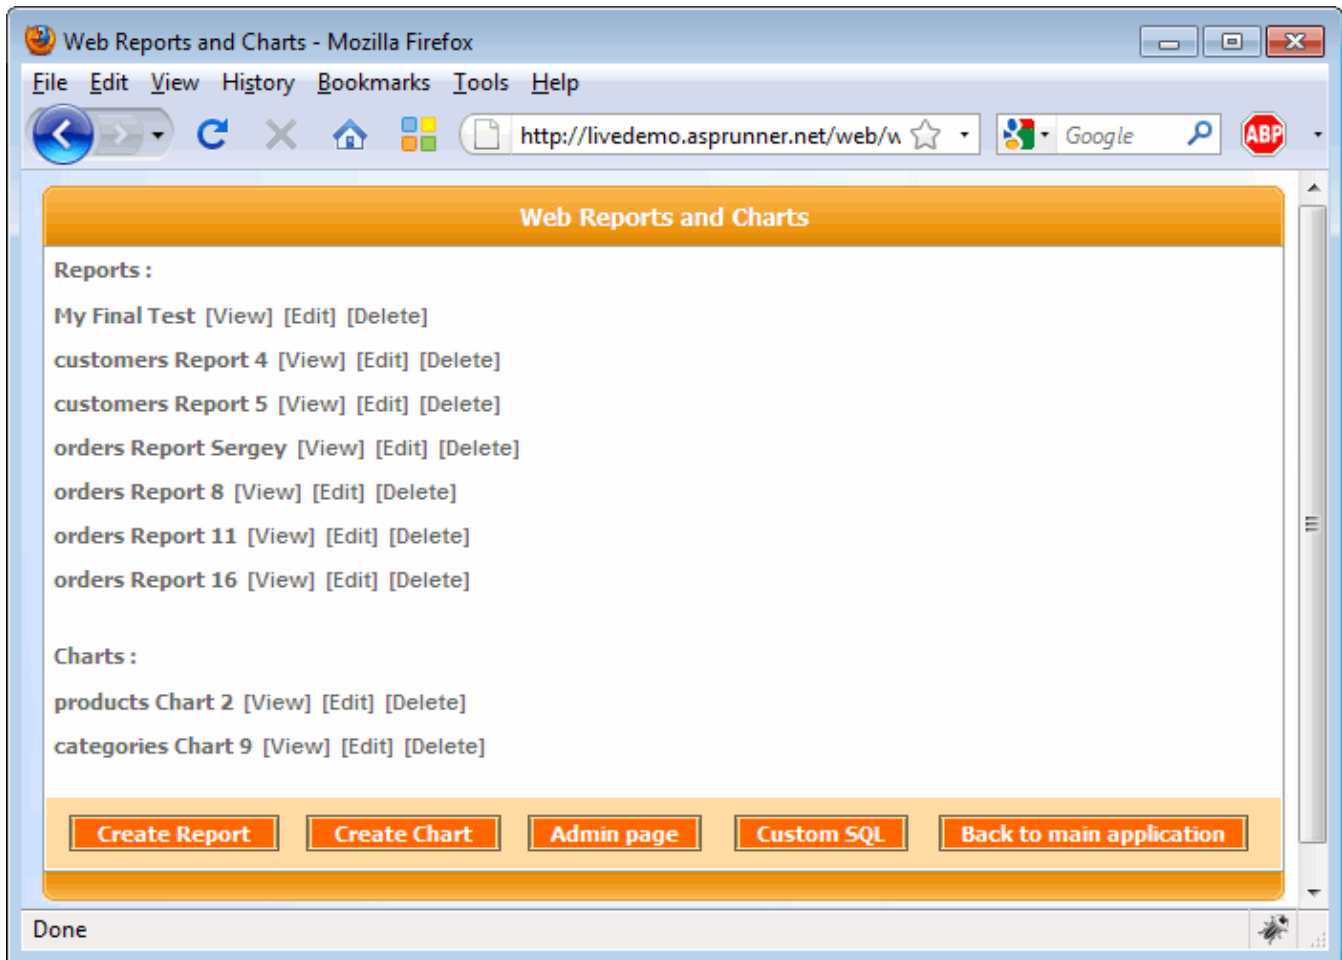 Web Reports and Charts - Mozilla Firefox
File Edit View History Bookmarks Tools Help
http://livedemo.asprunner.net/web/w Google ABP
Web Reports and Charts
Reports :
My Final Test [View] [Edit] [Delete]
customers Report 4 [View] [Edit] [Delete]
customers Report 5 [View] [Edit] [Delete]
orders Report Sergey [View] [Edit] [Delete]
orders Report 8 [View] [Edit] [Delete]
orders Report 11 [View] [Edit] [Delete]
orders Report 16 [View] [Edit] [Delete]
Charts :
products Chart 2 [View] [Edit] [Delete]
categories Chart 9 [View] [Edit] [Delete]
Create Report Create Chart Admin page Custom SQL Back to main application
Done